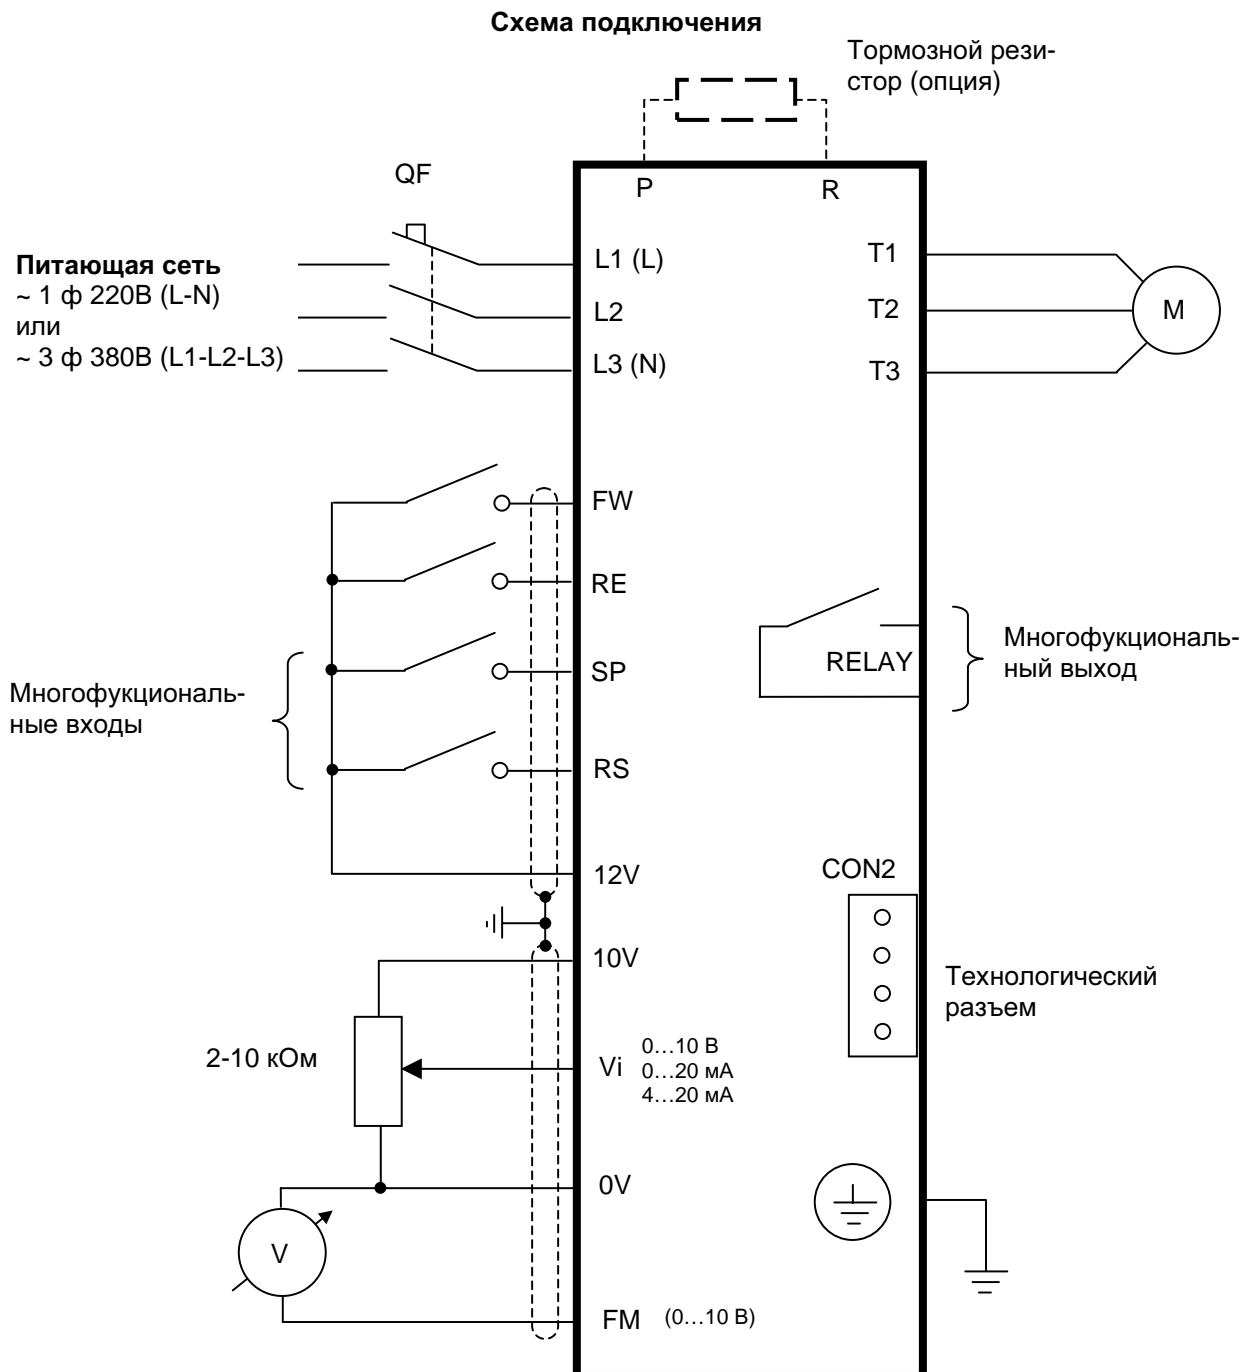 Схема подключения
Тормозной рези-
стор (опция)
QF
P
R
Питающая сеть
~ 1 ф 220В (L-N)
или
~ 3 ф 380В (L1-L2-L3)
L1 (L)
L2
L3 (N)
T1
T2
T3
M
FW
RE
SP
RS
12V
Многофукциональ-
ные входы
RELAY
Многофукциональ-
ный выход
CON2
Технологический
разъем
10V
2-10 кОм
Vi
0…10 В
0…20 мА
4…20 мА
0V
V
FM (0…10 В)